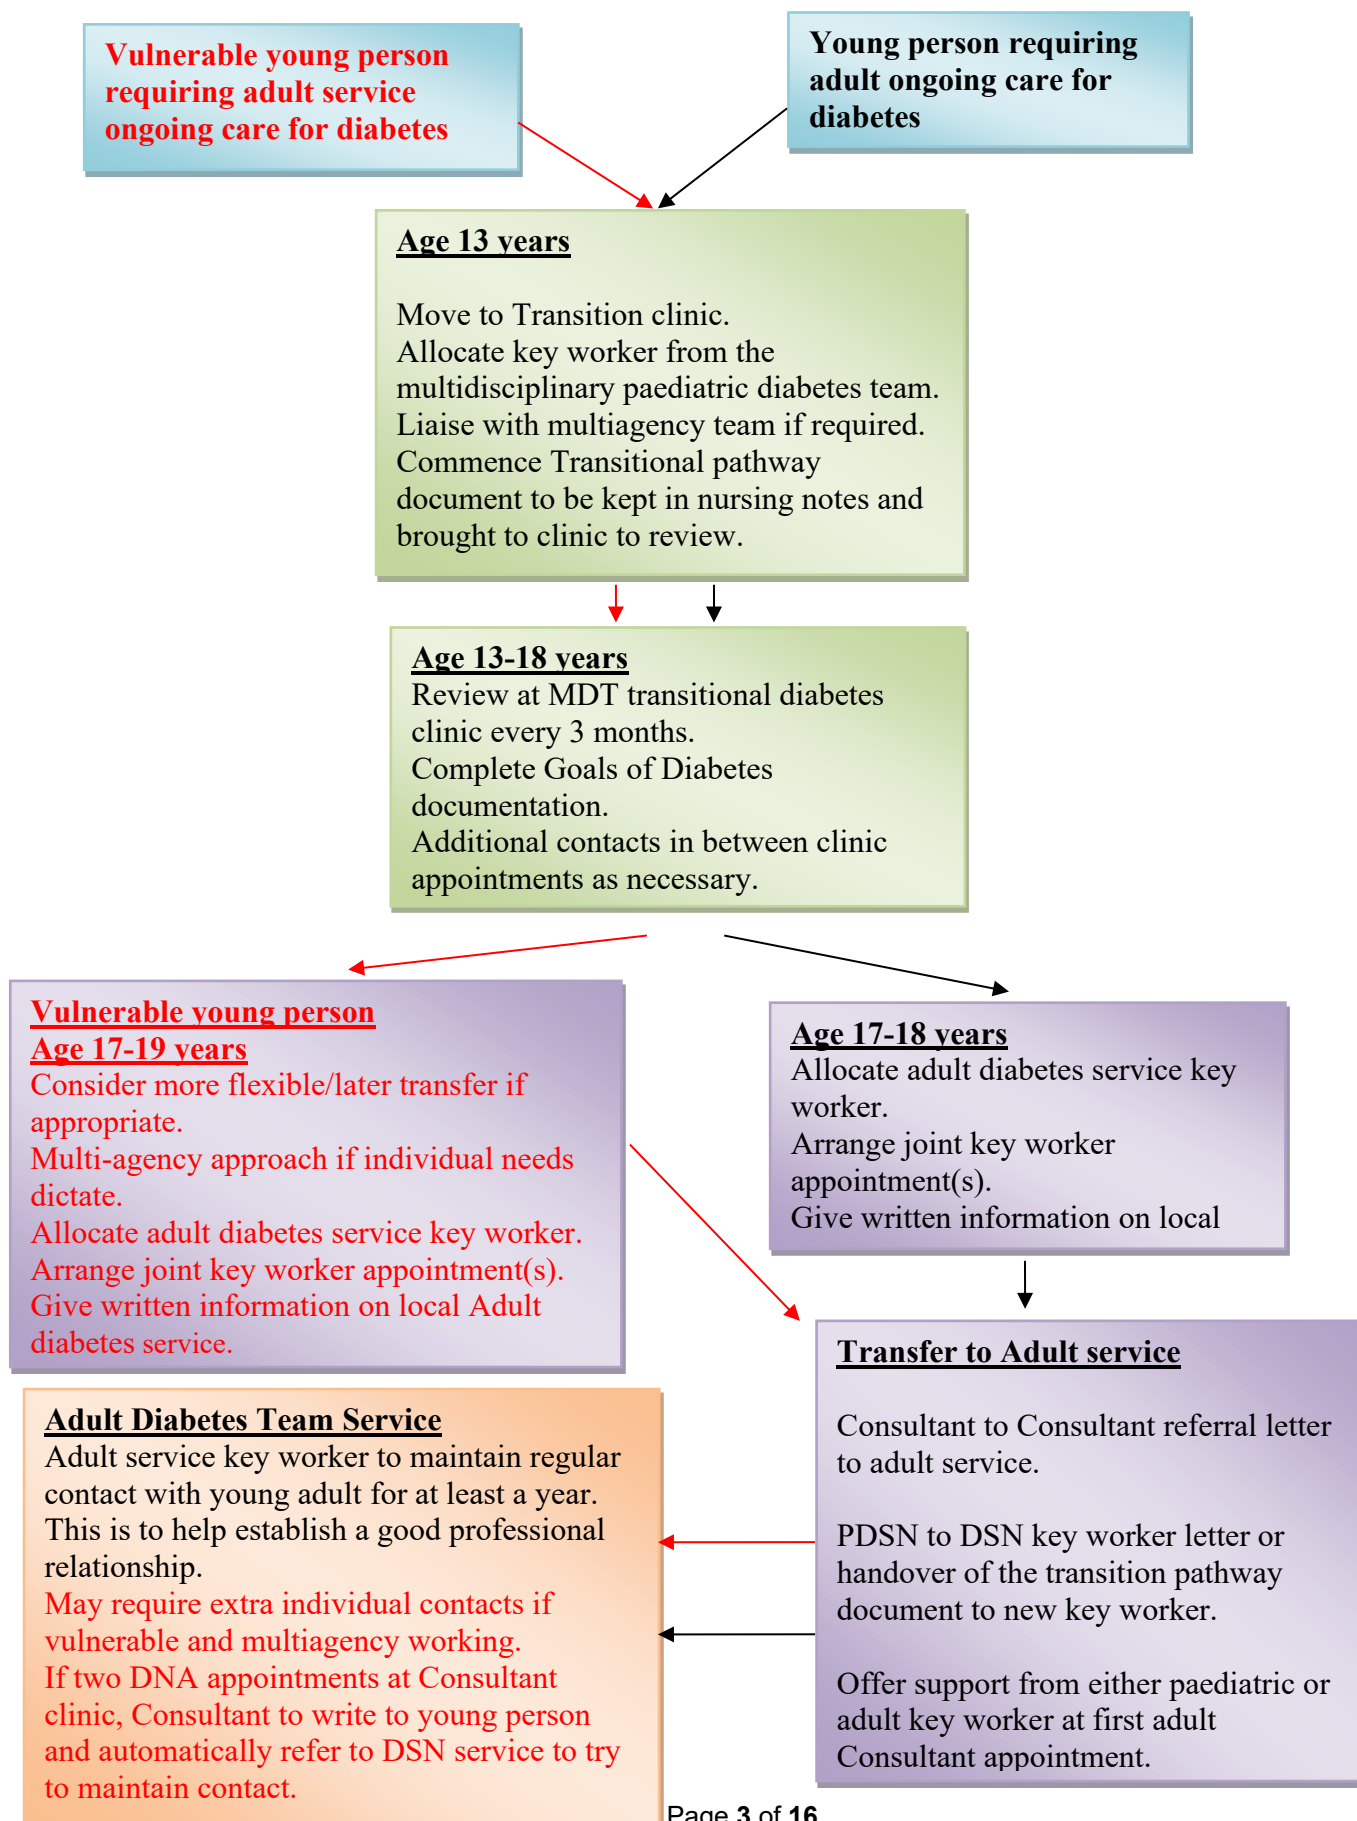 Vulnerable young person
requiring adult service
ongoing care for diabetes
Young person requiring
adult ongoing care for
diabetes
Age 13 years
Move to Transition clinic.
Allocate key worker from the
multidisciplinary paediatric diabetes team.
Liaise with multiagency team if required.
Commence Transitional pathway
document to be kept in nursing notes and
brought to clinic to review.
Age 13-18 years
Review at MDT transitional diabetes
clinic every 3 months.
Complete Goals of Diabetes
documentation.
Additional contacts in between clinic
appointments as necessary.
Vulnerable young person
Age 17-19 years
Consider more flexible/later transfer if
appropriate.
Multi-agency approach if individual needs
dictate.
Allocate adult diabetes service key worker.
Arrange joint key worker appointment(s).
Give written information on local Adult
diabetes service.
Age 17-18 years
Allocate adult diabetes service key
worker.
Arrange joint key worker
appointment(s).
Give written information on local
Transfer to Adult service
Consultant to Consultant referral letter
to adult service.
PDSN to DSN key worker letter or
handover of the transition pathway
document to new key worker.
Offer support from either paediatric or
adult key worker at first adult
Consultant appointment.
Adult Diabetes Team Service
Adult service key worker to maintain regular
contact with young adult for at least a year.
This is to help establish a good professional
relationship.
May require extra individual contacts if
vulnerable and multiagency working.
If two DNA appointments at Consultant
clinic, Consultant to write to young person
and automatically refer to DSN service to try
to maintain contact.
Page 3 of 16